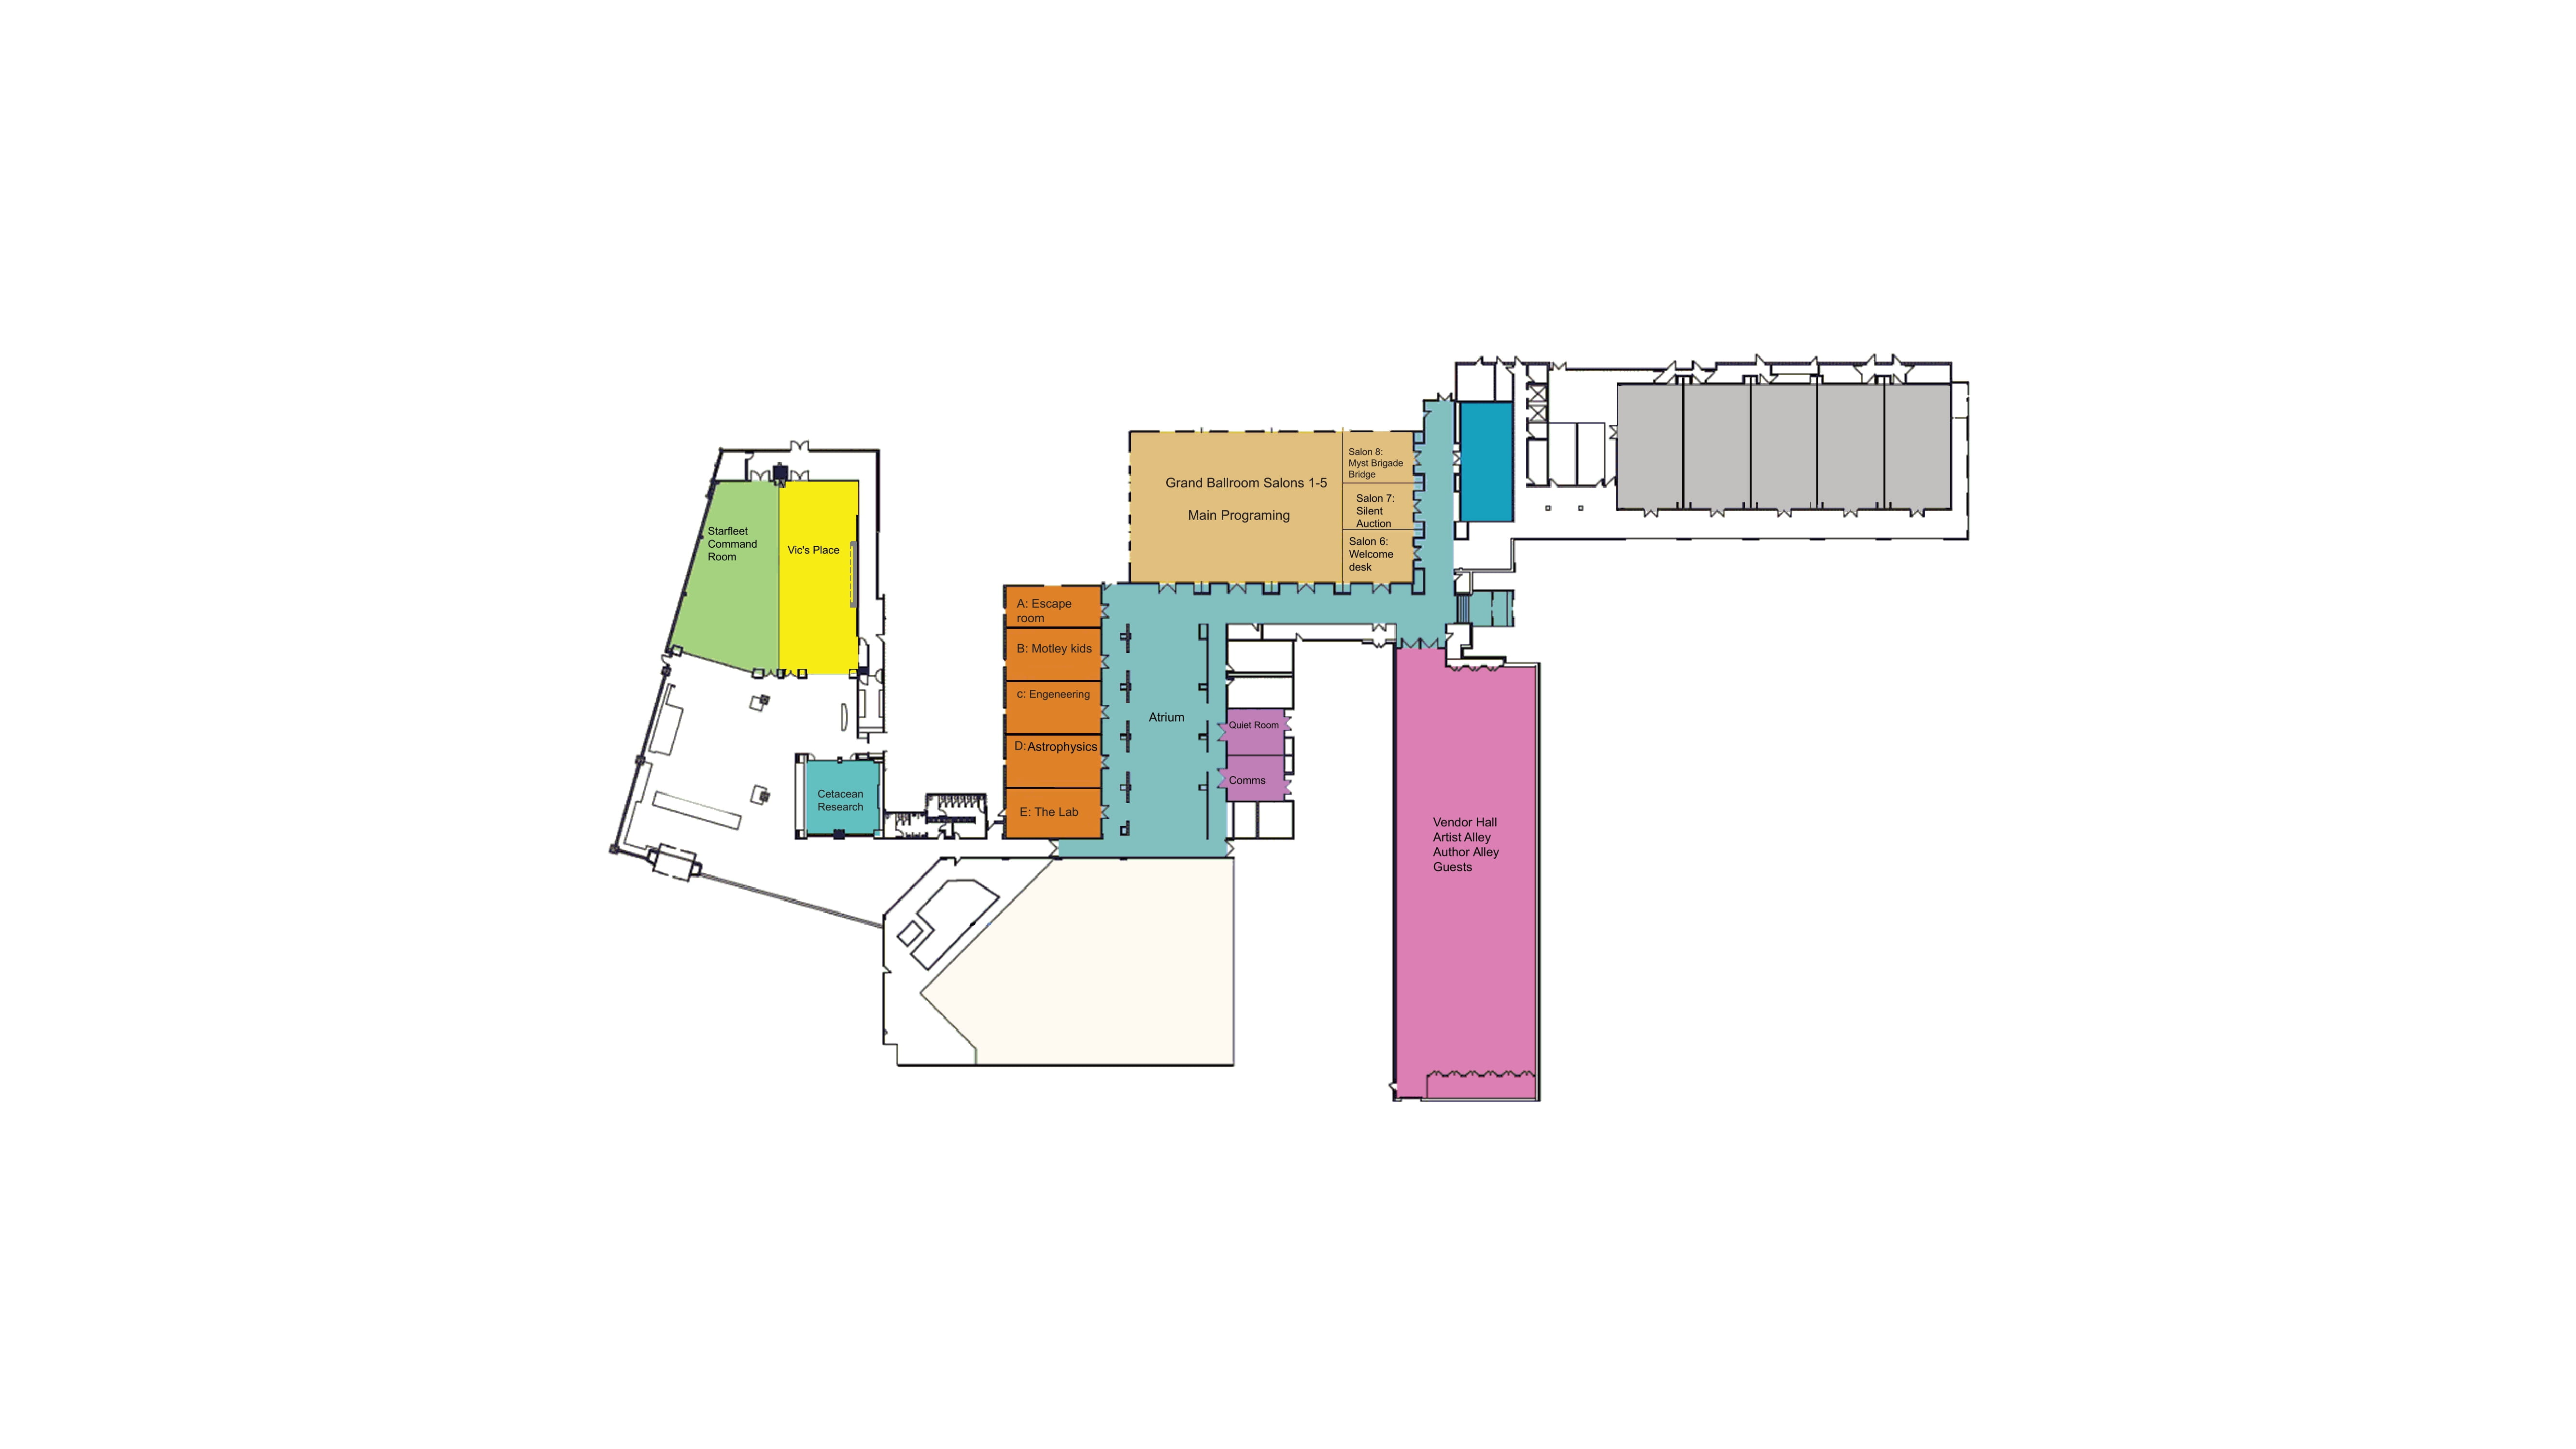 Starfleet
Command
Room
Vic's Place
Cetacean
Research
Grand Ballroom Salons 1-5
Main Programing
Salon 8:
Myst Brigade
Bridge
Salon 7:
Silent
Auction
Salon 6:
Welcome
desk
A: Escape
room
B: Motley kids
c: Engeneering
D:Astrophysics
E: The Lab
Atrium
Quiet Room
Comms
Vendor Hall
Artist Alley
Author Alley
Guests